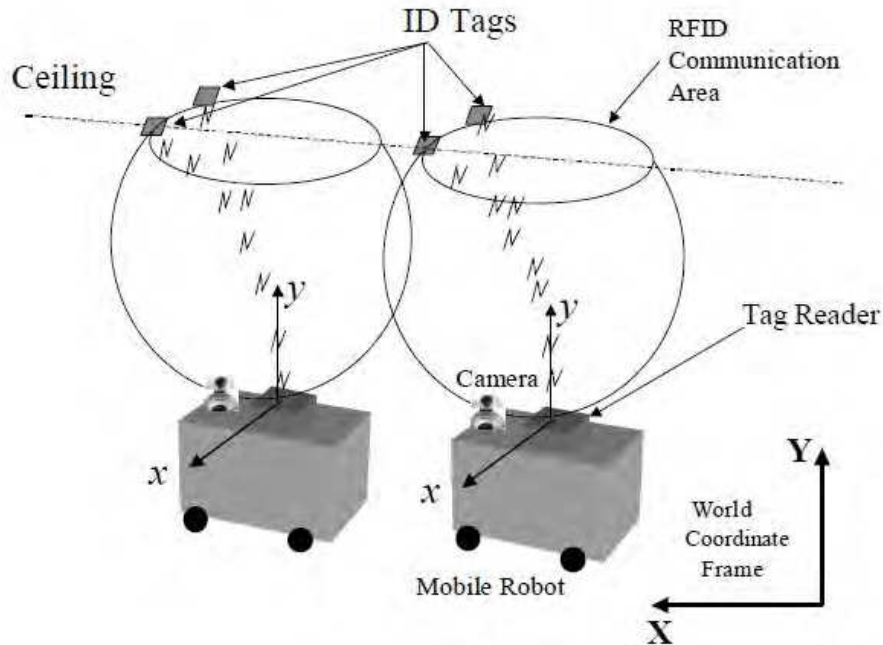 ID Tags
RFID
Communication
Area
Ceiling
y
y
Tag Reader
Camera
x
x
Y
World
Coordinate
Frame
Mobile Robot
X